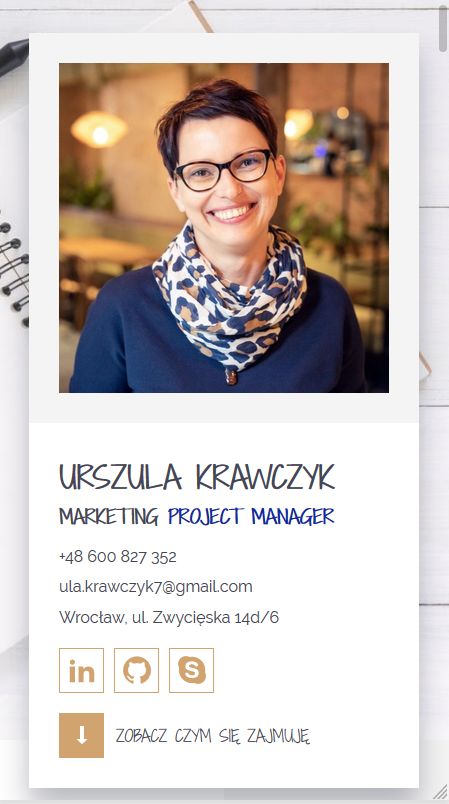 URSZULA KRAWCZYK
MARKETING PROJECT MANAGER
+48 600 827 352
ula.krawczyk7@gmail.com
Wrocław, ul. Zwycięska 14d/6
in
S
ZOBACZ CZYM SIĘ ZAJMUJĘ